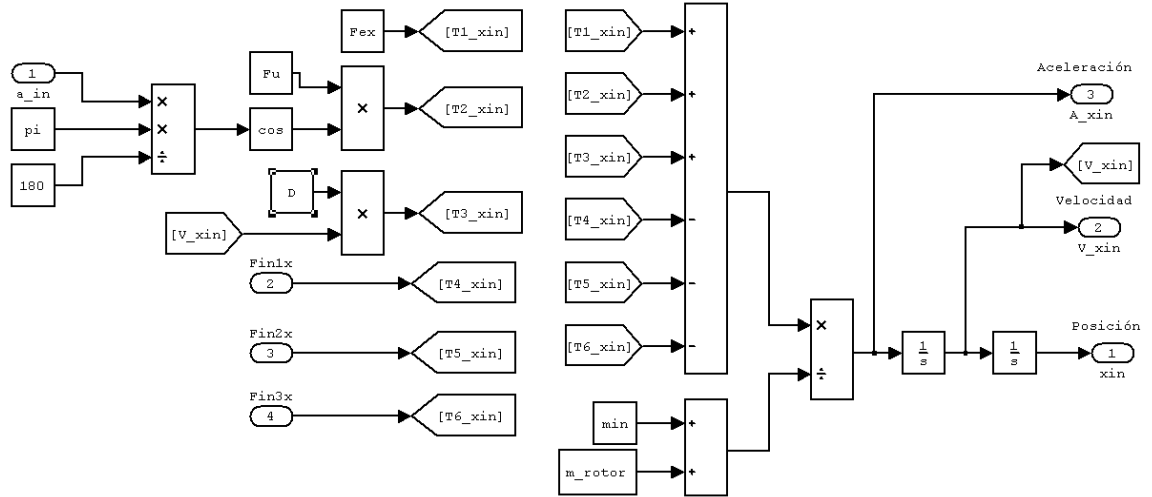 1
a_in
pi
180
×
×
÷
Fu
cos
Fex
[T1_xin]
×
[T2_xin]
D
[V_xin]
×
[T3_xin]
Fin1x
2
[T4_xin]
Fin2x
3
[T5_xin]
Fin3x
4
[T6_xin]
[T1_xin]
+
[T2_xin]
+
[T3_xin]
+
[T4_xin]
-
[T5_xin]
-
[T6_xin]
-
min
+
m_rotor
+
×
÷
1
s
1
s
Aceleración
3
A_xin
[V_xin]
Velocidad
2
V_xin
Posición
1
xin